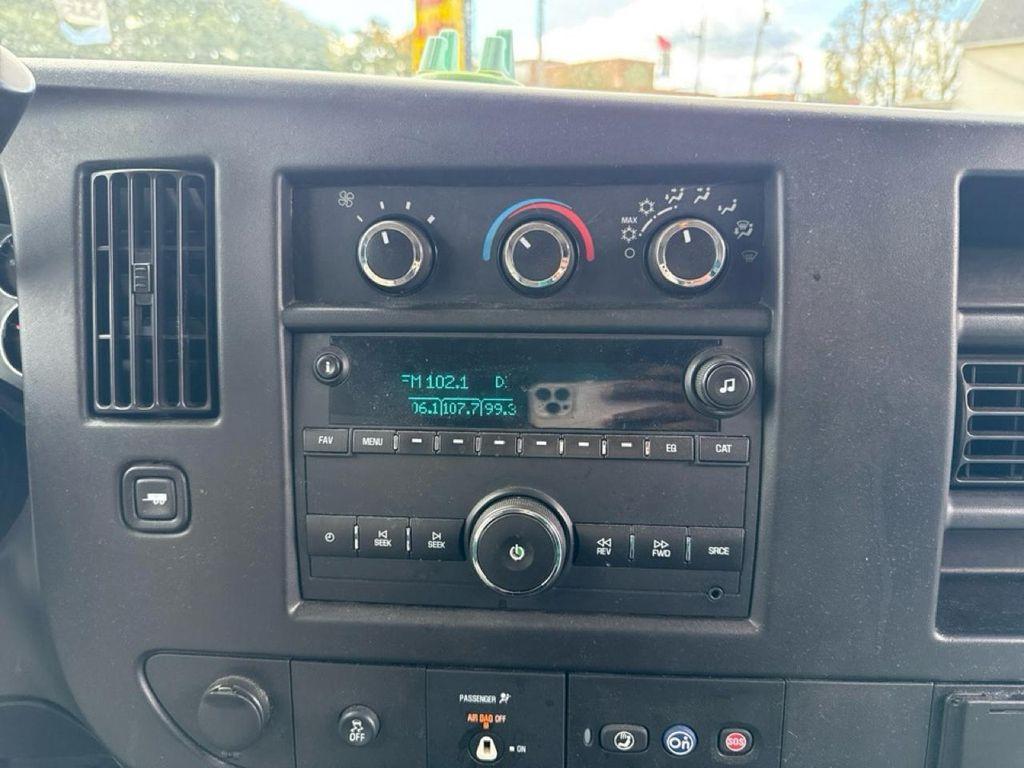 MAX
FM 102.1 D
06.1 107.7 99.3
FAV MENU EQ CAT
SEEK SEEK REV FWD SRCE
PASSENGER
AIR BAG OFF
ON
OFF
On SOS